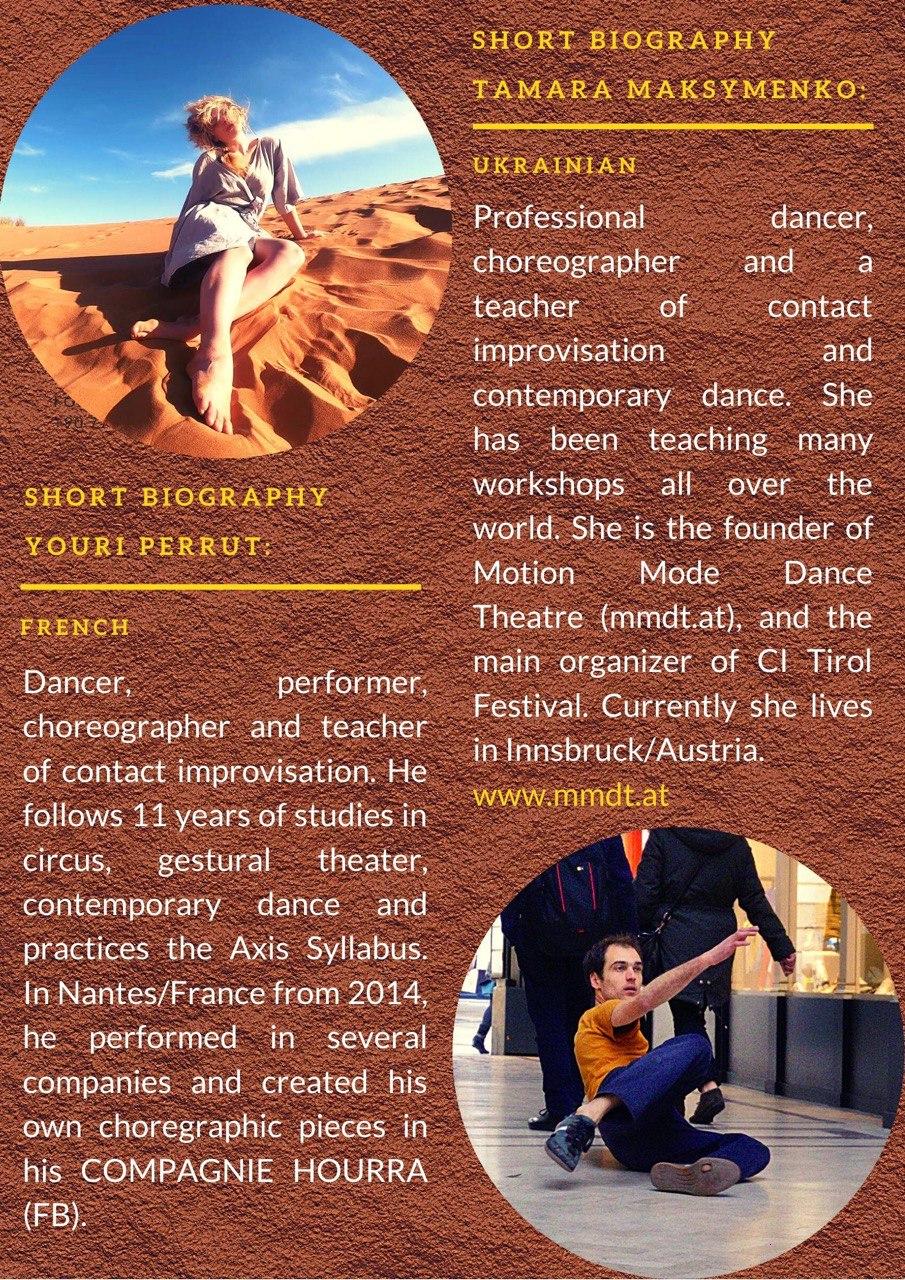 SHORT BIOGRAPHY
TAMARA MAKSYMENKO:
UKRAINIAN
Professional dancer,
choreographer and a
teacher of contact
improvisation and
contemporary dance. She
has been teaching many
workshops all over the
world. She is the founder of
Motion Mode Dance
Theatre (mmdt.at), and the
main organizer of CI Tirol
Festival. Currently she lives
in Innsbruck/Austria.
www.mmdt.at
SHORT BIOGRAPHY
YOURI PERRUT:
FRENCH
Dancer, performer,
choreographer and teacher
of contact improvisation. He
follows 11 years of studies in
circus, gestural theater,
contemporary dance and
practices the Axis Syllabus.
In Nantes/France from 2014,
he performed in several
companies and created his
own choregraphic pieces in
his COMPAGNIE HOURRA
(FB).